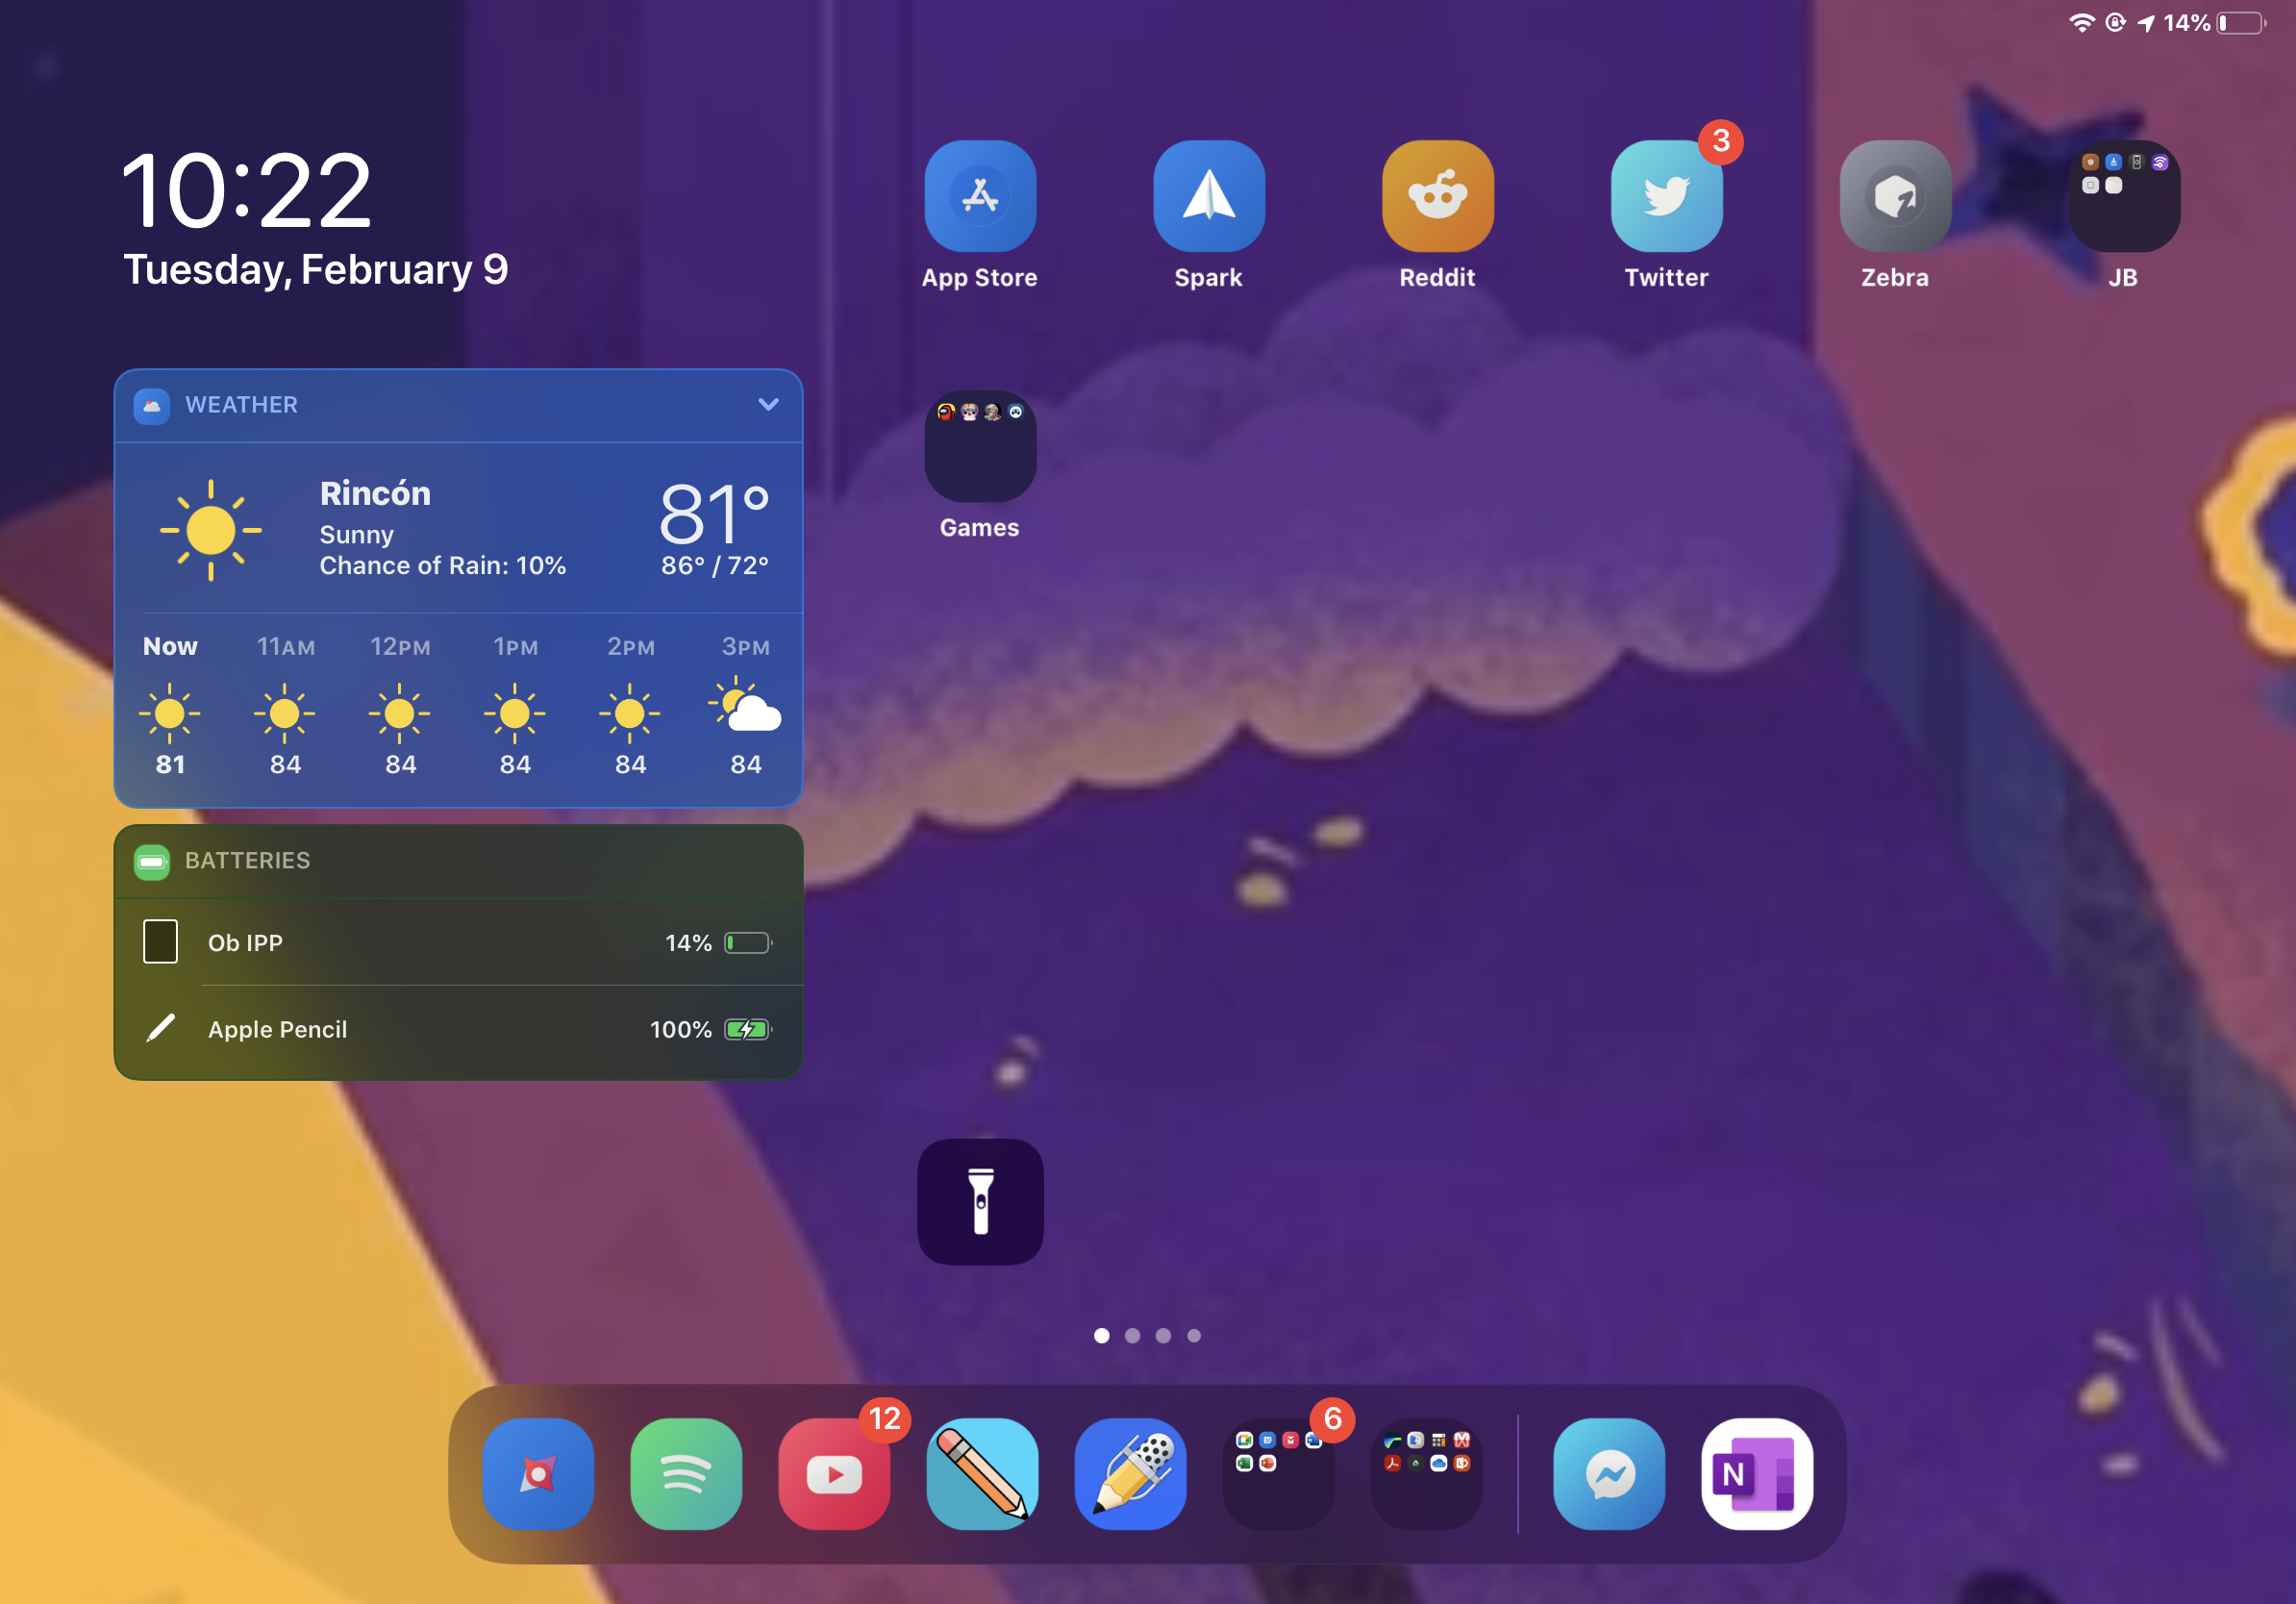 14%
10:22
Tuesday, February 9
App Store
Spark
Reddit
3
Twitter
Zebra
JB
Games
WEATHER
Rincón
Sunny
Chance of Rain: 10%
81°
86° / 72°
Now 11AM 12PM 1PM 2PM 3PM
81 84 84 84 84 84
BATTERIES
Ob IPP 14%
Apple Pencil 100%
12
6
N